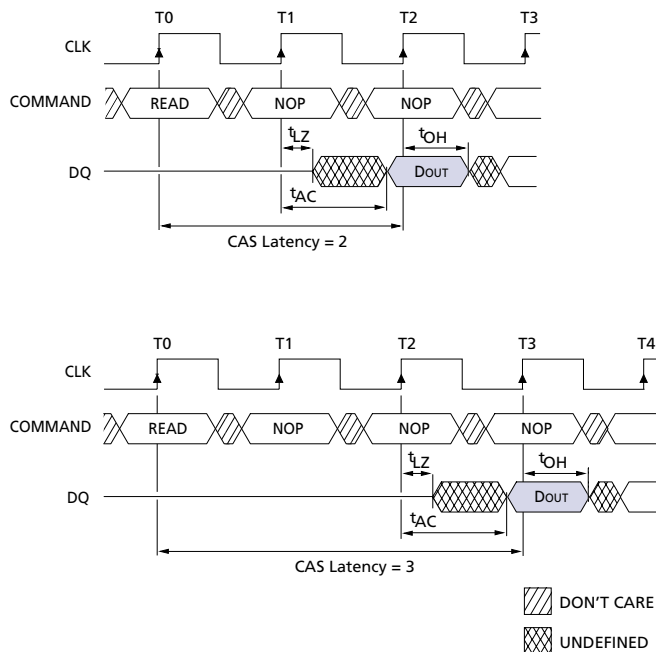 T0 T1 T2 T3
CLK
COMMAND READ NOP NOP
tLZ tOH
DQ DOUT
tAC
CAS Latency = 2
T0 T1 T2 T3 T4
CLK
COMMAND READ NOP NOP NOP
tLZ tOH
DQ DOUT
tAC
CAS Latency = 3
DON'T CARE
UNDEFINED